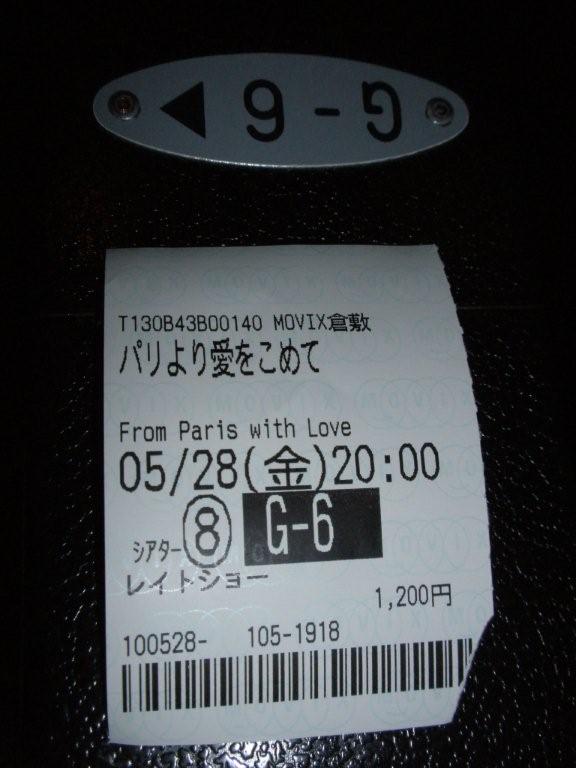 ◀ G-6
T130B43B00140 MOVIX倉敷
パリより愛をこめて
From Paris with Love
05/28(金)20:00
シアター⑧ G-6
レイトショー
1,200円
100528- 105-1918